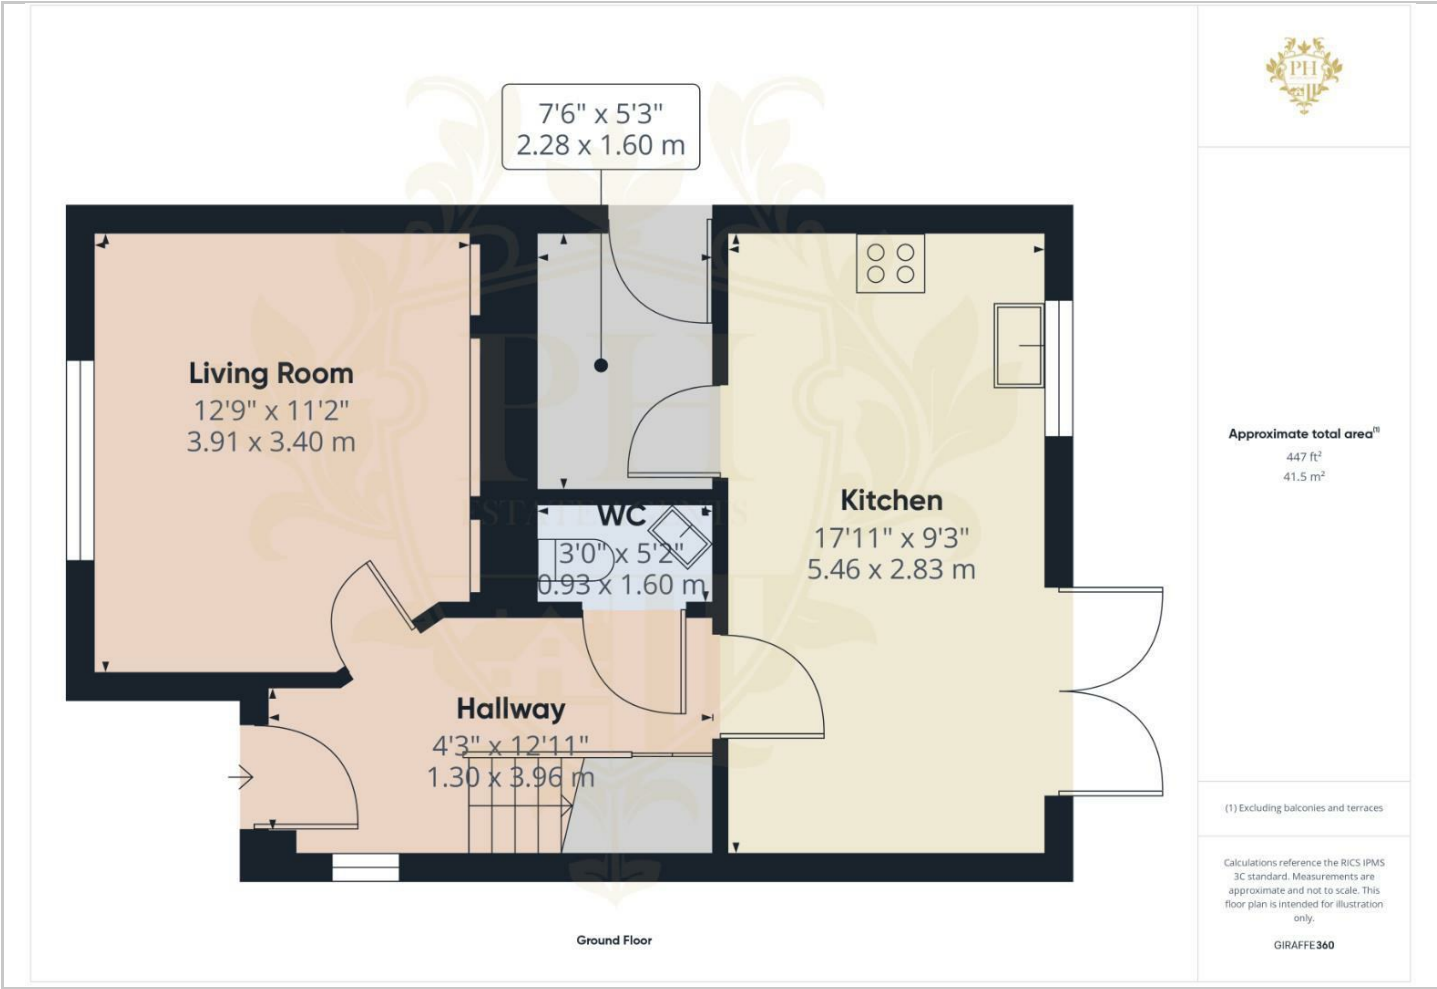 7'6" x 5'3"
2.28 x 1.60 m
Living Room
12'9" x 11'2"
3.91 x 3.40 m
WC
3'0" x 5'2"
0.93 x 1.60 m
Kitchen
17'11" x 9'3"
5.46 x 2.83 m
Hallway
4'3" x 12'11"
1.30 x 3.96 m
PH
ESTATE AGENTS
Ground Floor
PH
Approximate total area(1)
447 ft²
41.5 m²
(1) Excluding balconies and terraces
Calculations reference the RICS IPMS
3C standard. Measurements are
approximate and not to scale. This
floor plan is intended for illustration
only.
GIRAFFE360